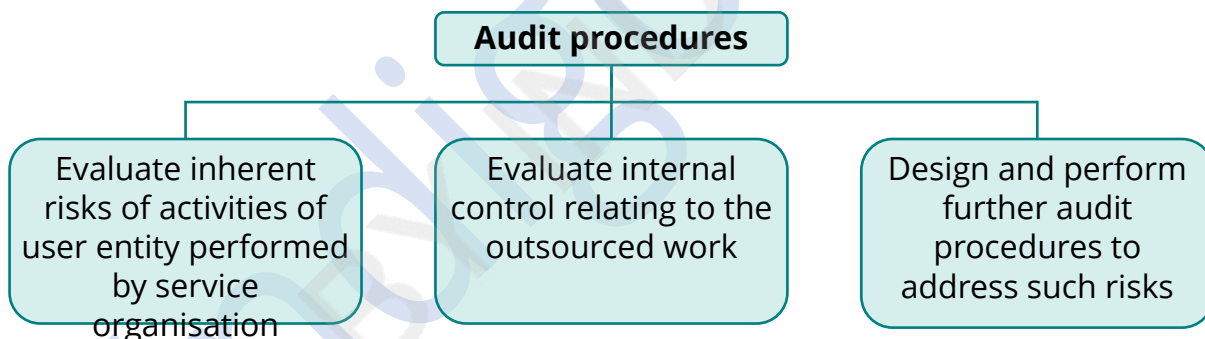 Audit procedures
Evaluate inherent
risks of activities of
user entity performed
by service
organisation
Evaluate internal
control relating to the
outsourced work
Design and perform
further audit
procedures to
address such risks